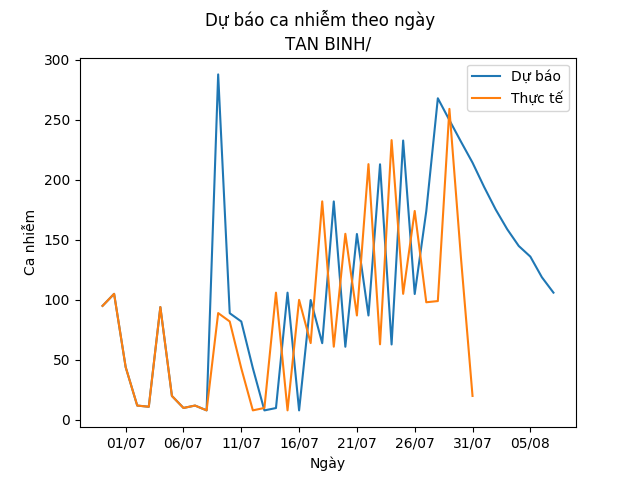 Dự báo ca nhiễm theo ngày
TAN BINH/
Dự báo
Thực tế
Ca nhiễm
300
250
200
150
100
50
0
01/07 06/07 11/07 16/07 21/07 26/07 31/07 05/08
Ngày